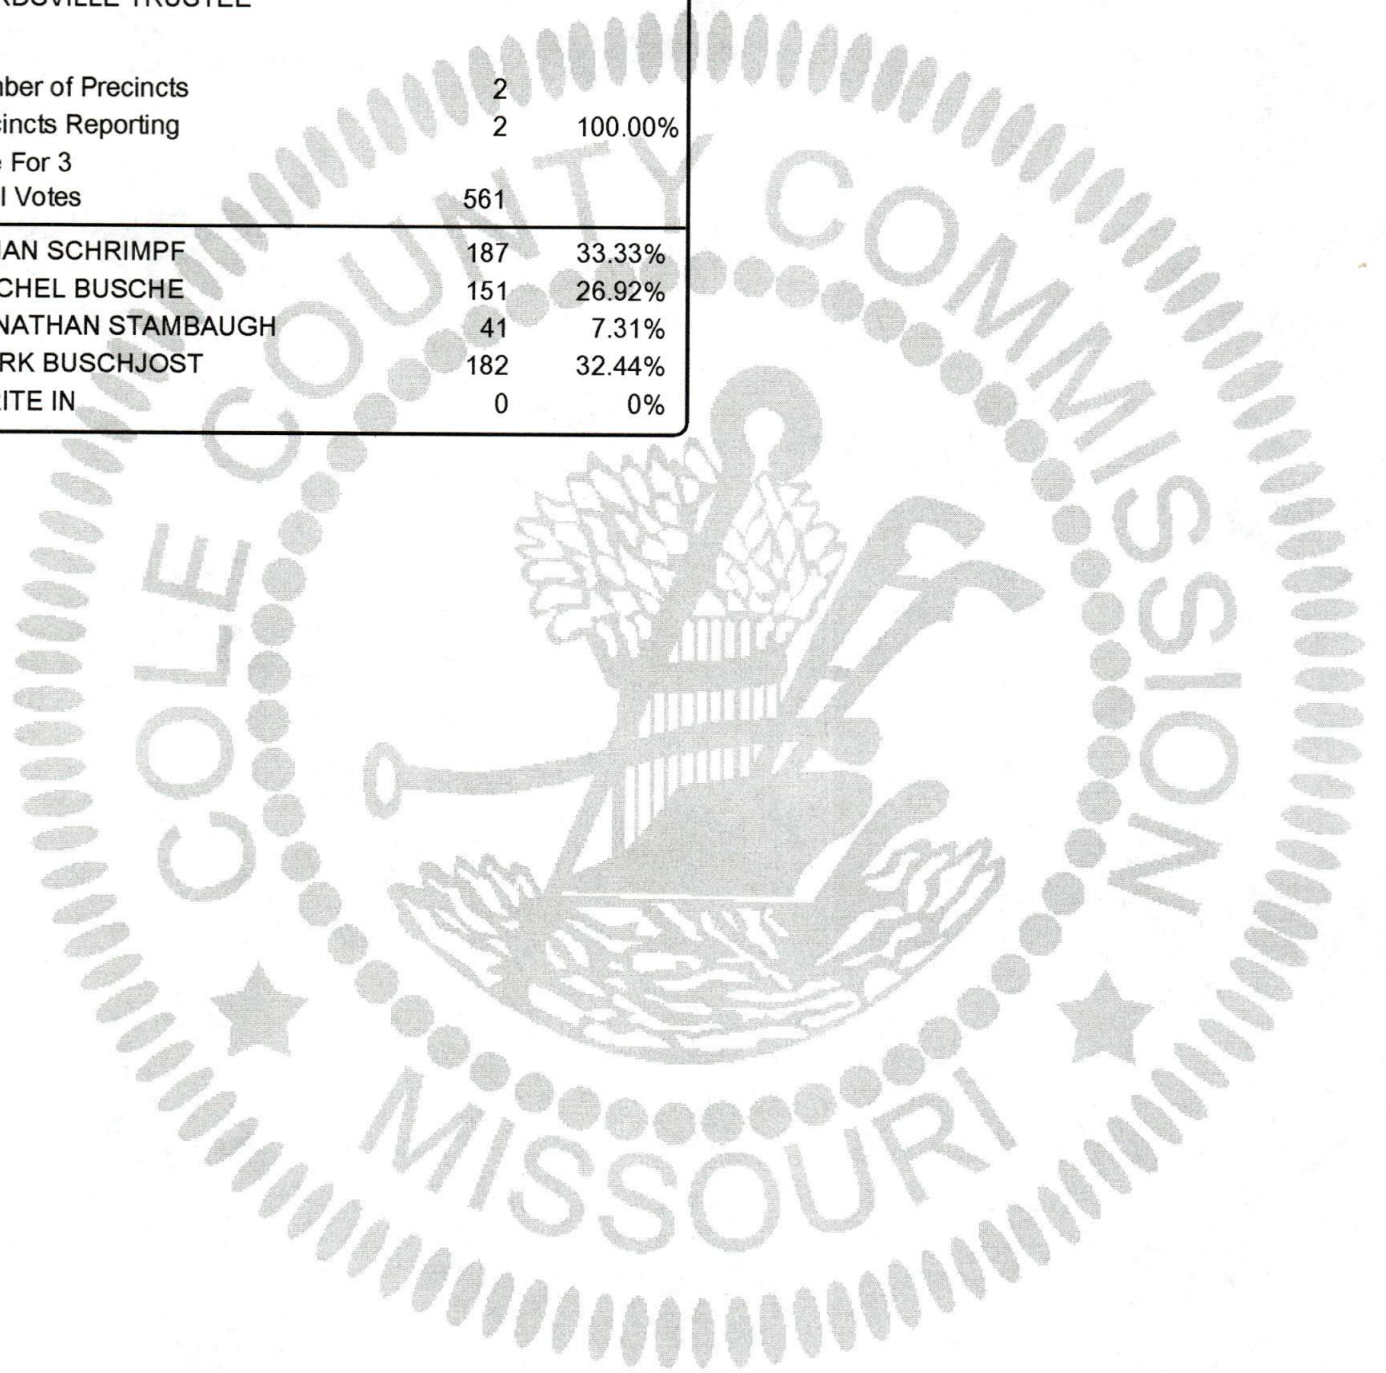 RDSVILLE TRUSTEE
ber of Precincts 2
cincts Reporting 2 100.00%
For 3
l Votes 561
IAN SCHRIMPF 187 33.33%
CHEL BUSCHE 151 26.92%
NATHAN STAMBAUGH 41 7.31%
RK BUSCHJOST 182 32.44%
ITE IN 0 0%
COLE COUNTY COMMISSION
MISSOURI